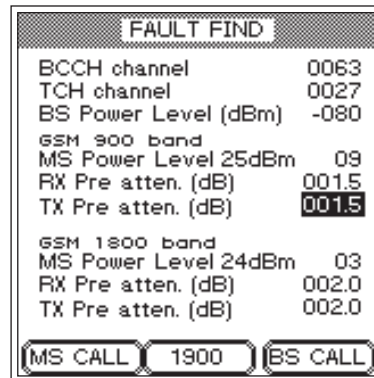 FAULT FIND
BCCH channel 0063
TCH channel 0027
BS Power Level (dBm) -080
GSM 900 band
MS Power Level 25dBm 09
RX Pre atten. (dB) 001.5
TX Pre atten. (dB) 001.5
GSM 1800 band
MS Power Level 24dBm 03
RX Pre atten. (dB) 002.0
TX Pre atten. (dB) 002.0
MS CALL 1900 BS CALL